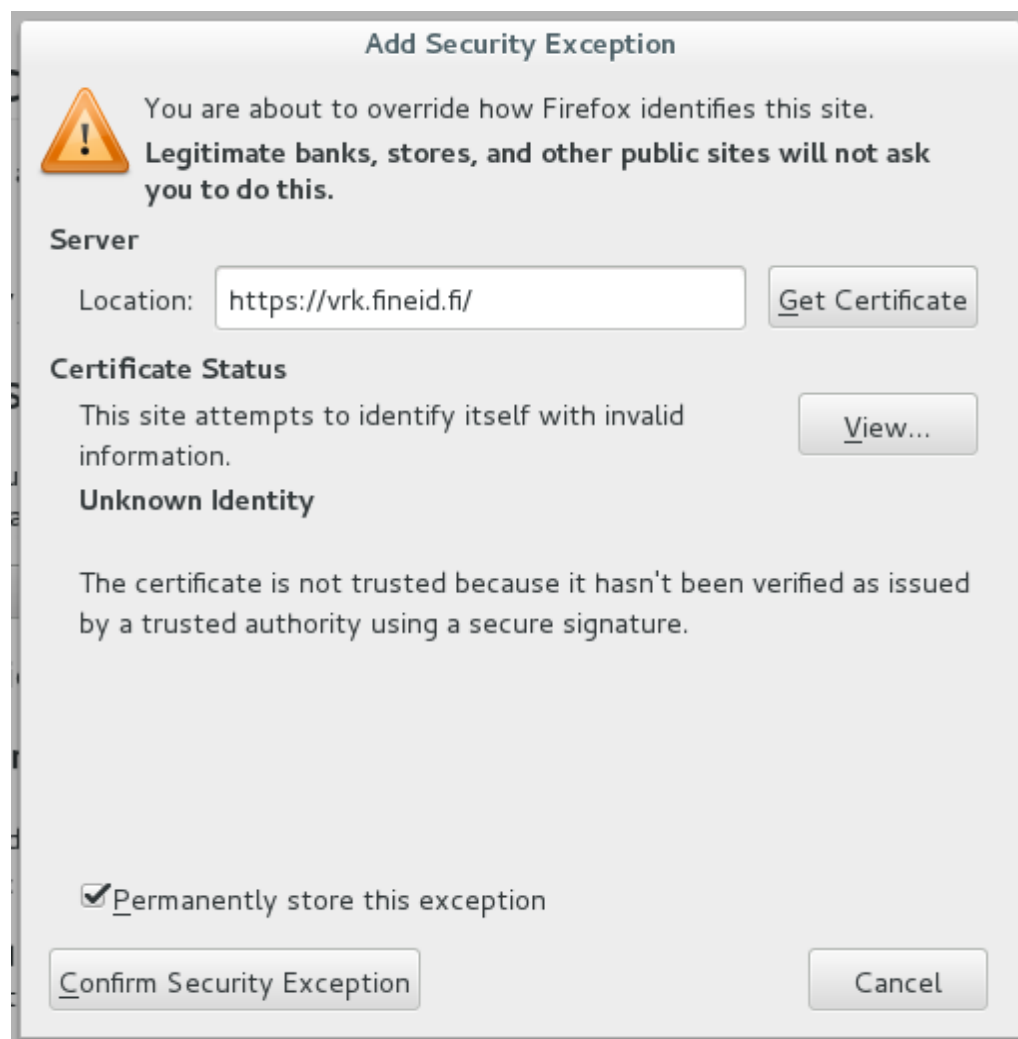 Add Security Exception
You are about to override how Firefox identifies this site.
Legitimate banks, stores, and other public sites will not ask
you to do this.
Server
Location: https://vrk.fineid.fi/ Get Certificate
Certificate Status
This site attempts to identify itself with invalid
information.
View...
Unknown Identity
The certificate is not trusted because it hasn't been verified as issued
by a trusted authority using a secure signature.
Permanently store this exception
Confirm Security Exception Cancel